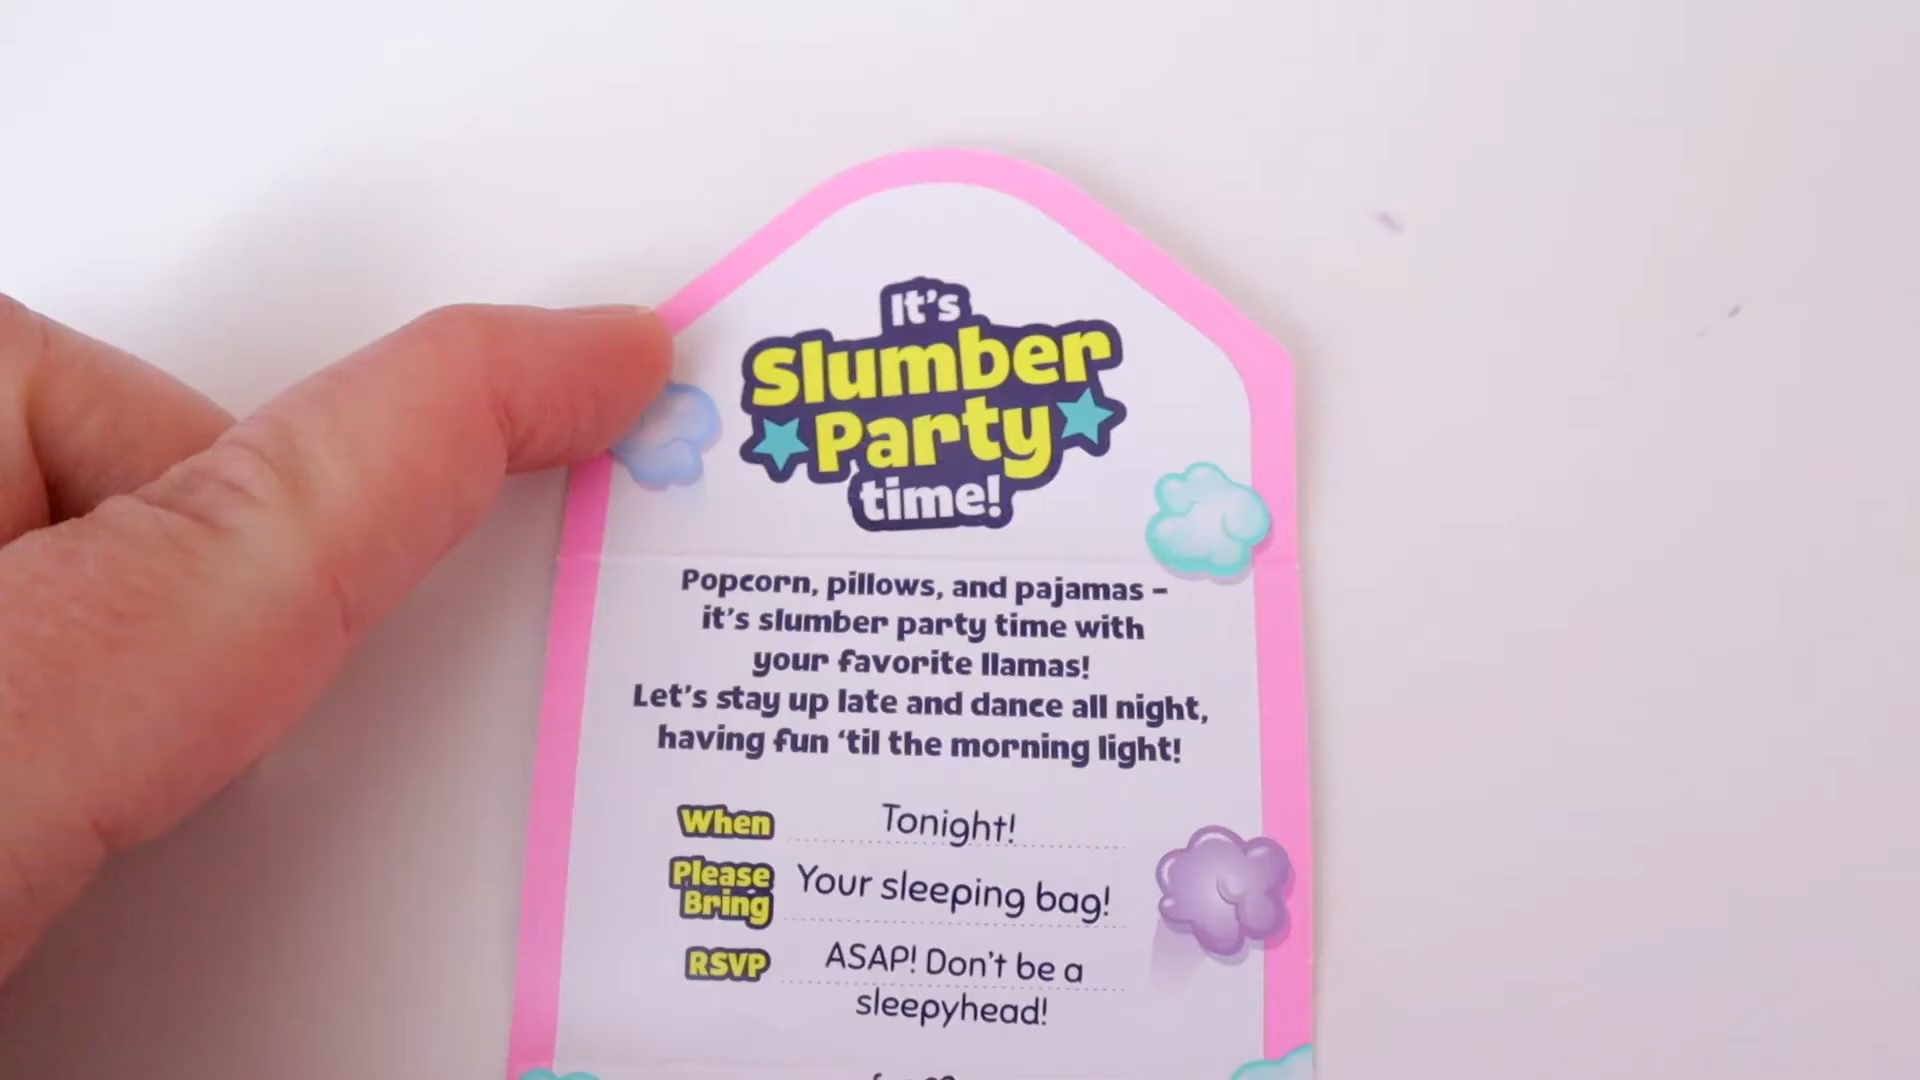 It's
Slumber
Party
time!
Popcorn, pillows, and pajamas –
it's slumber party time with
your favorite llamas!
Let's stay up late and dance all night,
having fun ‘til the morning light!
When Tonight!
Please Bring Your sleeping bag!
RSVP ASAP! Don't be a
sleepyhead!